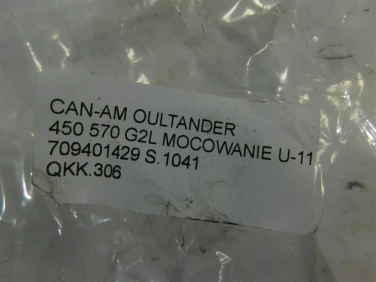 CAN-AM OULTANDER
450 570 G2L MOCOWANIE U-11
709401429 S.1041
QKK.306